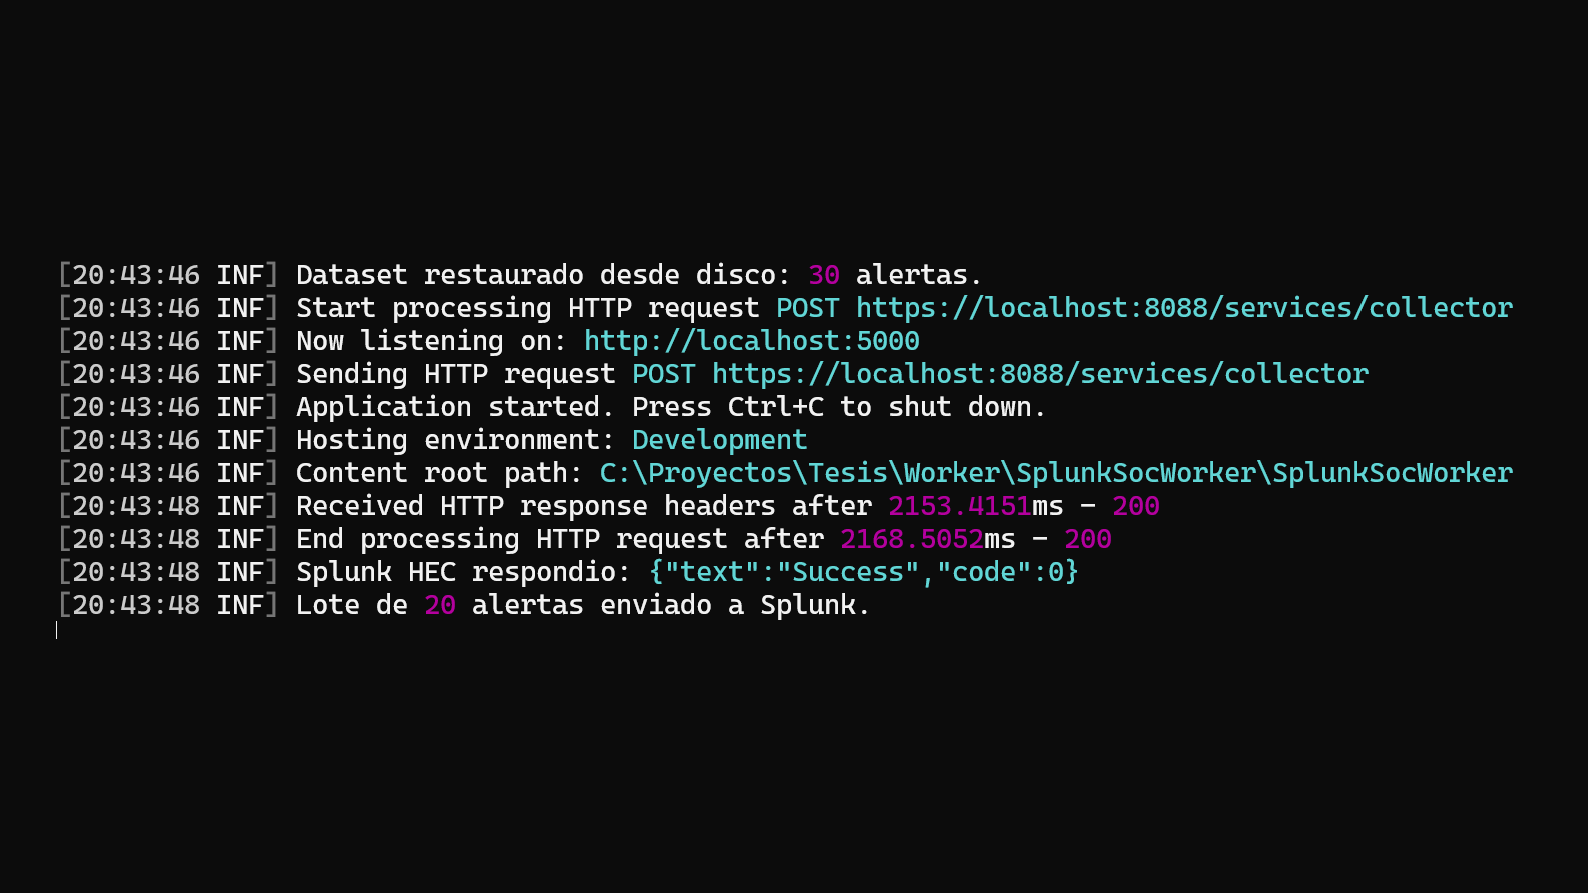 [20:43:46 INF] Dataset restaurado desde disco: 30 alertas.
[20:43:46 INF] Start processing HTTP request POST https://localhost:8088/services/collector
[20:43:46 INF] Now listening on: http://localhost:5000
[20:43:46 INF] Sending HTTP request POST https://localhost:8088/services/collector
[20:43:46 INF] Application started. Press Ctrl+C to shut down.
[20:43:46 INF] Hosting environment: Development
[20:43:46 INF] Content root path: C:\Proyectos\Tesis\Worker\SplunkSocWorker\SplunkSocWorker
[20:43:48 INF] Received HTTP response headers after 2153.4151ms - 200
[20:43:48 INF] End processing HTTP request after 2168.5052ms - 200
[20:43:48 INF] Splunk HEC respondio: {"text":"Success","code":0}
[20:43:48 INF] Lote de 20 alertas enviado a Splunk.